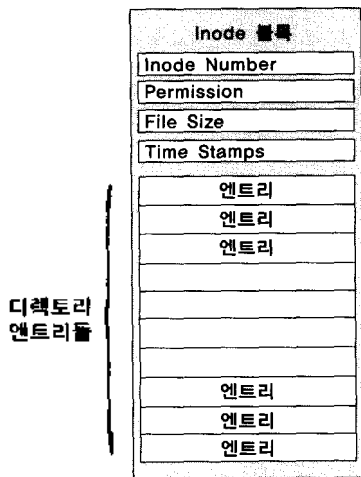 Inode 블록
Inode Number
Permission
File Size
Time Stamps
엔트리
엔트리
엔트리
디렉토리
엔트리들
엔트리
엔트리
엔트리